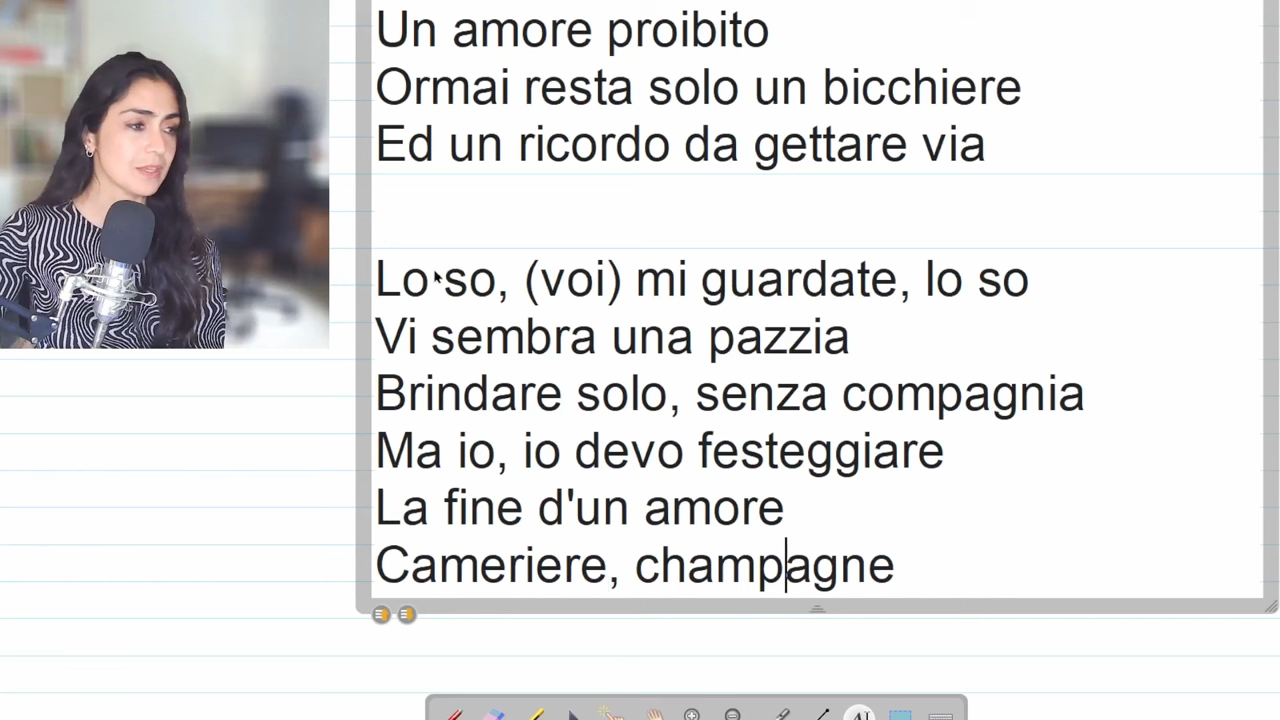 Un amore proibito
Ormai resta solo un bicchiere
Ed un ricordo da gettare via
Lo so, (voi) mi guardate, lo so
Vi sembra una pazzia
Brindare solo, senza compagnia
Ma io, io devo festeggiare
La fine d'un amore
Cameriere, champagne